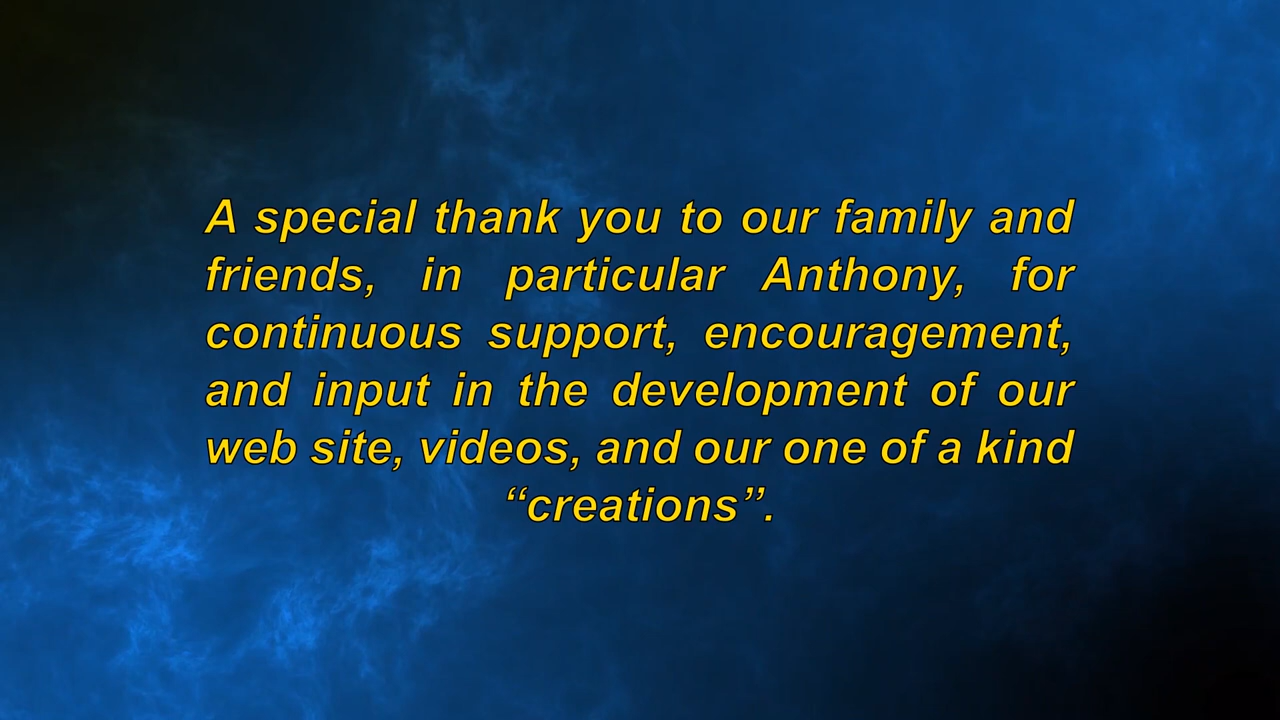 A special thank you to our family and
friends, in particular Anthony, for
continuous support, encouragement,
and input in the development of our
web site, videos, and our one of a kind
“creations”.